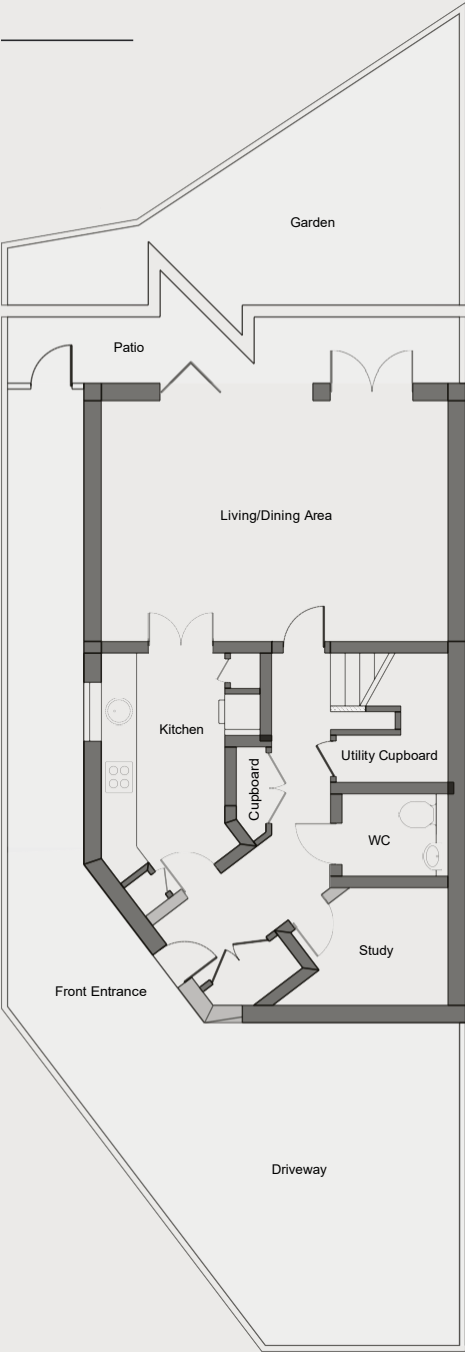 Garden
Patio
Living/Dining Area
Kitchen
Cupboard
Utility Cupboard
WC
Study
Front Entrance
Driveway